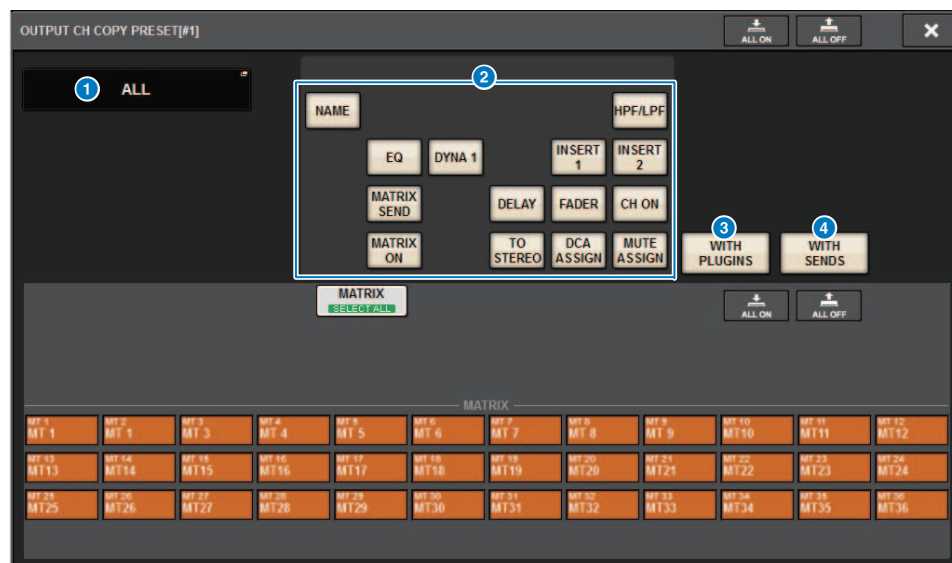 OUTPUT CH COPY PRESET[#1]
ALL ON
ALL OFF
1
ALL
2
NAME
HPF/LPF
EQ
DYNA 1
INSERT 1
INSERT 2
MATRIX SEND
DELAY
FADER
CH ON
MATRIX ON
TO STEREO
DCA ASSIGN
MUTE ASSIGN
3
WITH PLUGINS
4
WITH SENDS
MATRIX
SELECT ALL
ALL ON
ALL OFF
MATRIX
MT 1 MT 2 MT 3 MT 4 MT 5 MT 6 MT 7 MT 8 MT 9 MT 10 MT 11 MT 12
MT 1 MT 1 MT 3 MT 4 MT 5 MT 6 MT 7 MT 8 MT 9 MT10 MT11 MT12
MT 13 MT 14 MT 15 MT 16 MT 17 MT 18 MT 19 MT 20 MT 21 MT 22 MT 23 MT 24
MT13 MT14 MT15 MT16 MT17 MT18 MT19 MT20 MT21 MT22 MT23 MT24
MT 25 MT 26 MT 27 MT 28 MT 29 MT 30 MT 31 MT 32 MT 33 MT 34 MT 35 MT 36
MT25 MT26 MT27 MT28 MT29 MT30 MT31 MT32 MT33 MT34 MT35 MT36